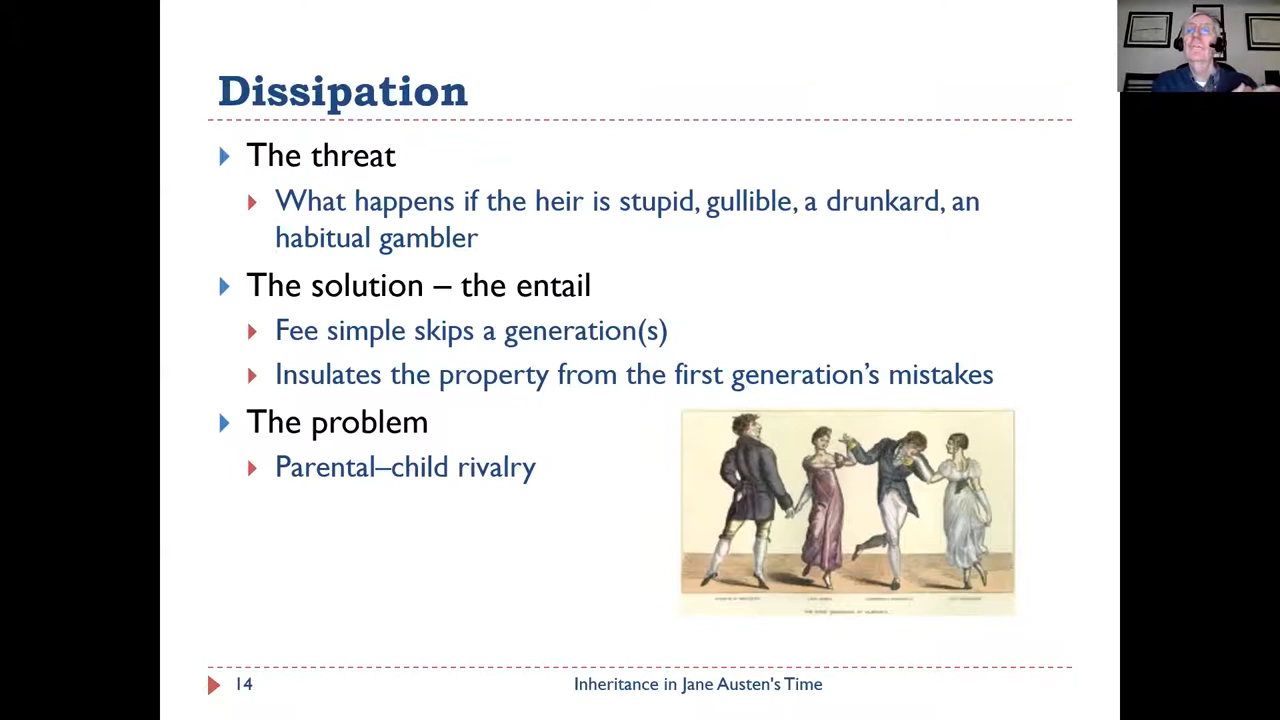 Dissipation
The threat
What happens if the heir is stupid, gullible, a drunkard, an
habitual gambler
The solution – the entail
Fee simple skips a generation(s)
Insulates the property from the first generation's mistakes
The problem
Parental–child rivalry
14
Inheritance in Jane Austen's Time